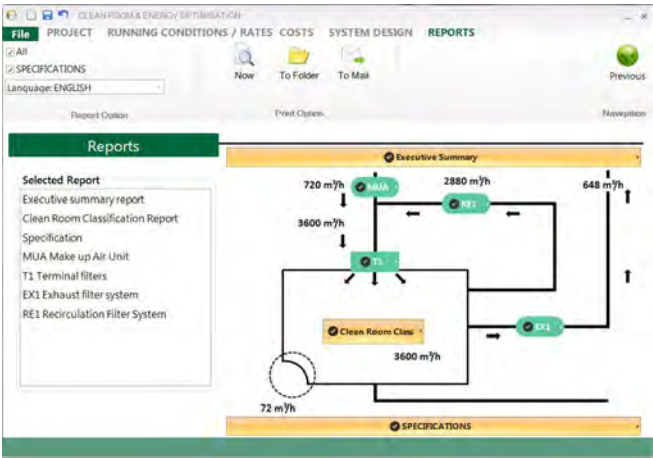 CLEAN ROOM & ENERGY OPTIMISATION
File PROJECT RUNNING CONDITIONS / RATES COSTS SYSTEM DESIGN REPORTS
All
SPECIFICATIONS
Language: ENGLISH
Now To Folder To Mail Previous
Report Option Print Option Navigation
Reports
Selected Report
Executive summary report
Clean Room Classification Report
Specification
MUA Make up Air Unit
T1 Terminal filters
EX1 Exhaust filter system
RE1 Recirculation Filter System
Executive Summary
720 m³/h MUA 2880 m³/h 648 m³/h
RE1
3600 m³/h
T1
Clean Room Class EX1
3600 m³/h
72 m³/h
SPECIFICATIONS